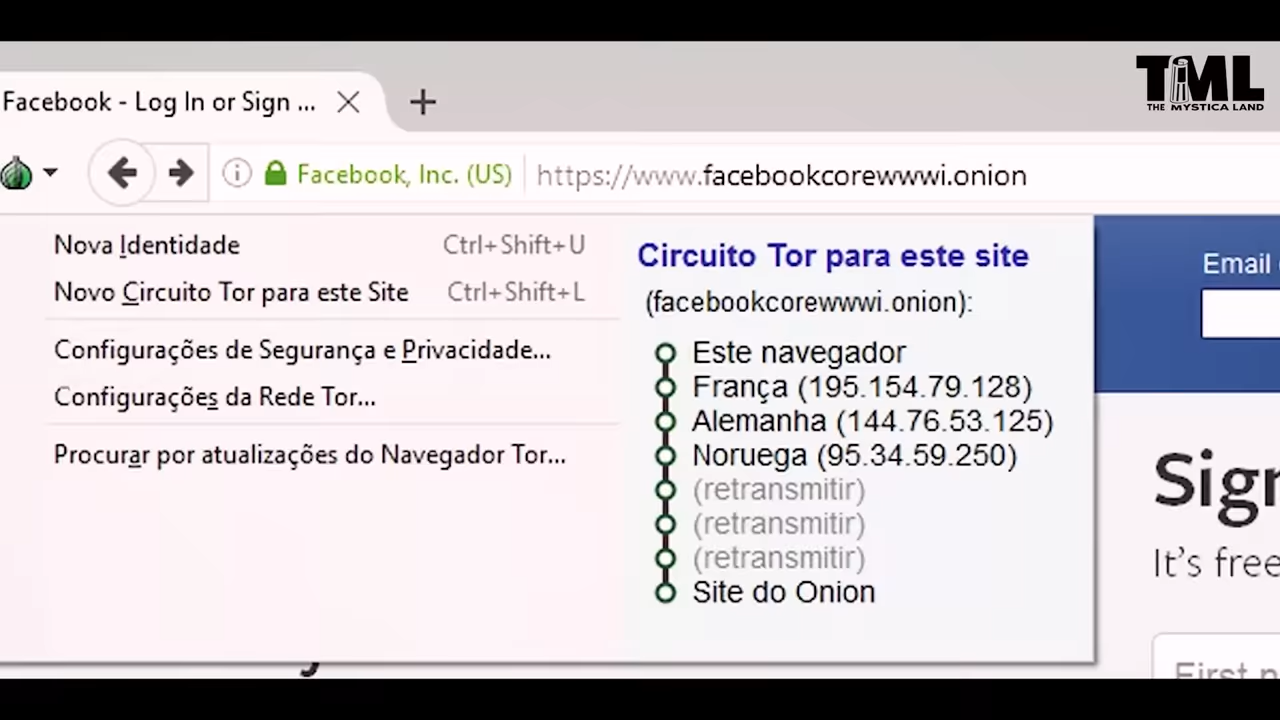 TML
THE MYSTICA LAND
Facebook - Log In or Sign ...
Facebook, Inc. (US)
https://www.facebookcorewwwi.onion
Nova Identidade Ctrl+Shift+U
Novo Circuito Tor para este Site Ctrl+Shift+L
Configurações de Segurança e Privacidade...
Configurações da Rede Tor...
Procurar por atualizações do Navegador Tor...
Circuito Tor para este site
(facebookcorewwwi.onion):
Este navegador
França (195.154.79.128)
Alemanha (144.76.53.125)
Noruega (95.34.59.250)
(retransmitir)
(retransmitir)
(retransmitir)
Site do Onion
Email
Sign
It's free
First n